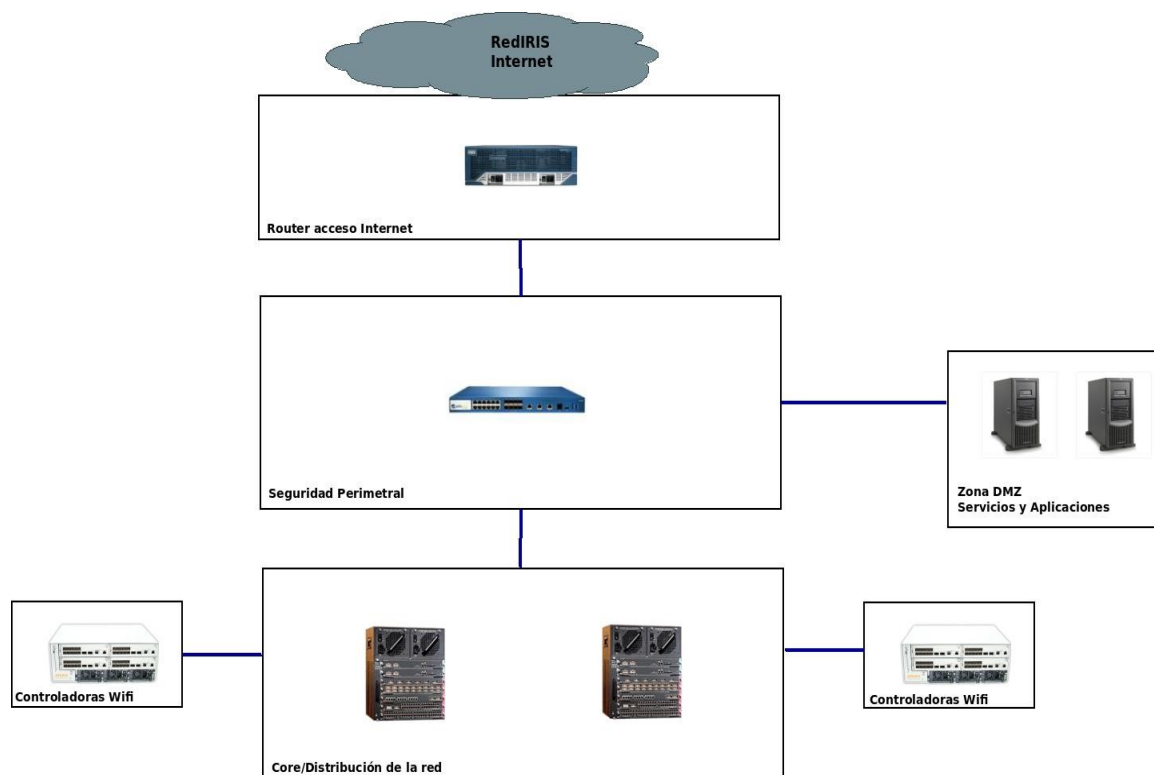 RedIRIS
Internet
Router acceso Internet
Seguridad Perimetral
Zona DMZ
Servicios y Aplicaciones
Controladoras Wifi
Controladoras Wifi
Core/Distribución de la red